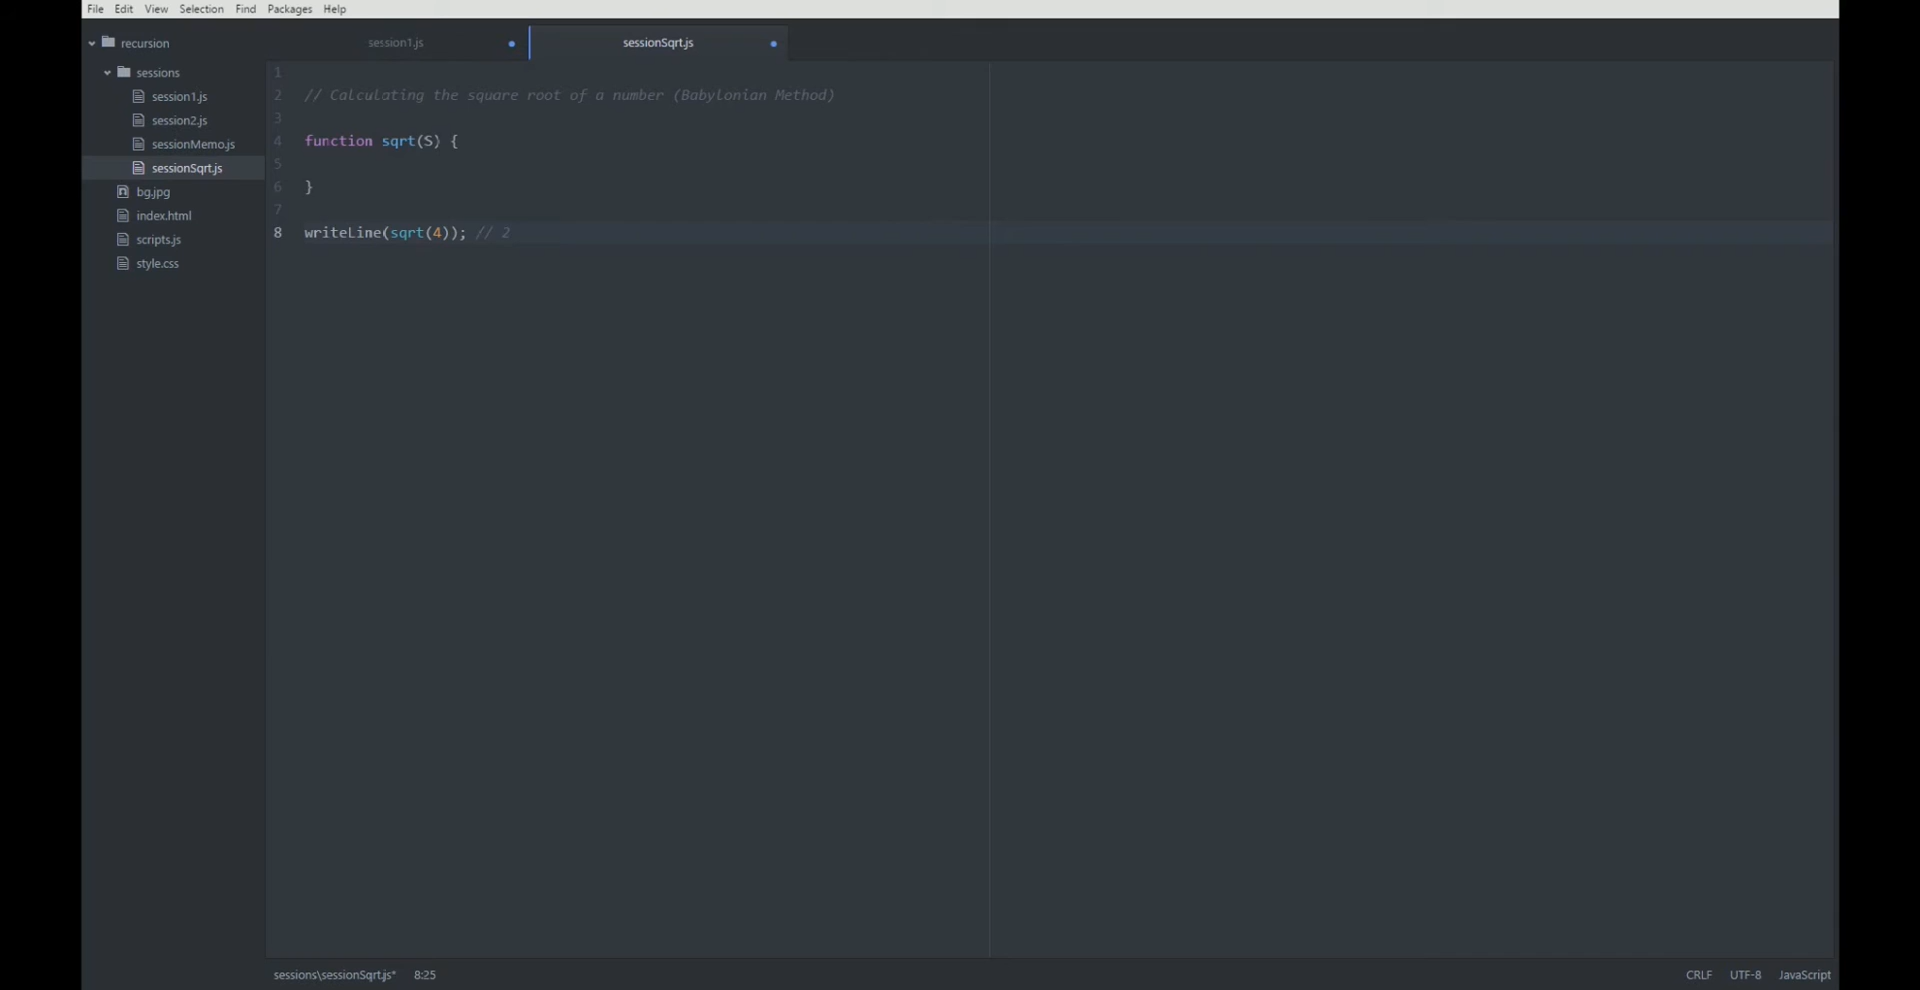 File Edit View Selection Find Packages Help
recursion
sessions
session1.js
session2.js
sessionMemo.js
sessionSqrt.js
bg.jpg
index.html
scripts.js
style.css
session1.js
sessionSqrt.js
1
2 // Calculating the square root of a number (Babylonian Method)
3
4 function sqrt(S) {
5
6 }
7
8 writeLine(sqrt(4)); // 2
sessions\sessionSqrt.js* 8:25
CRLF UTF-8 JavaScript